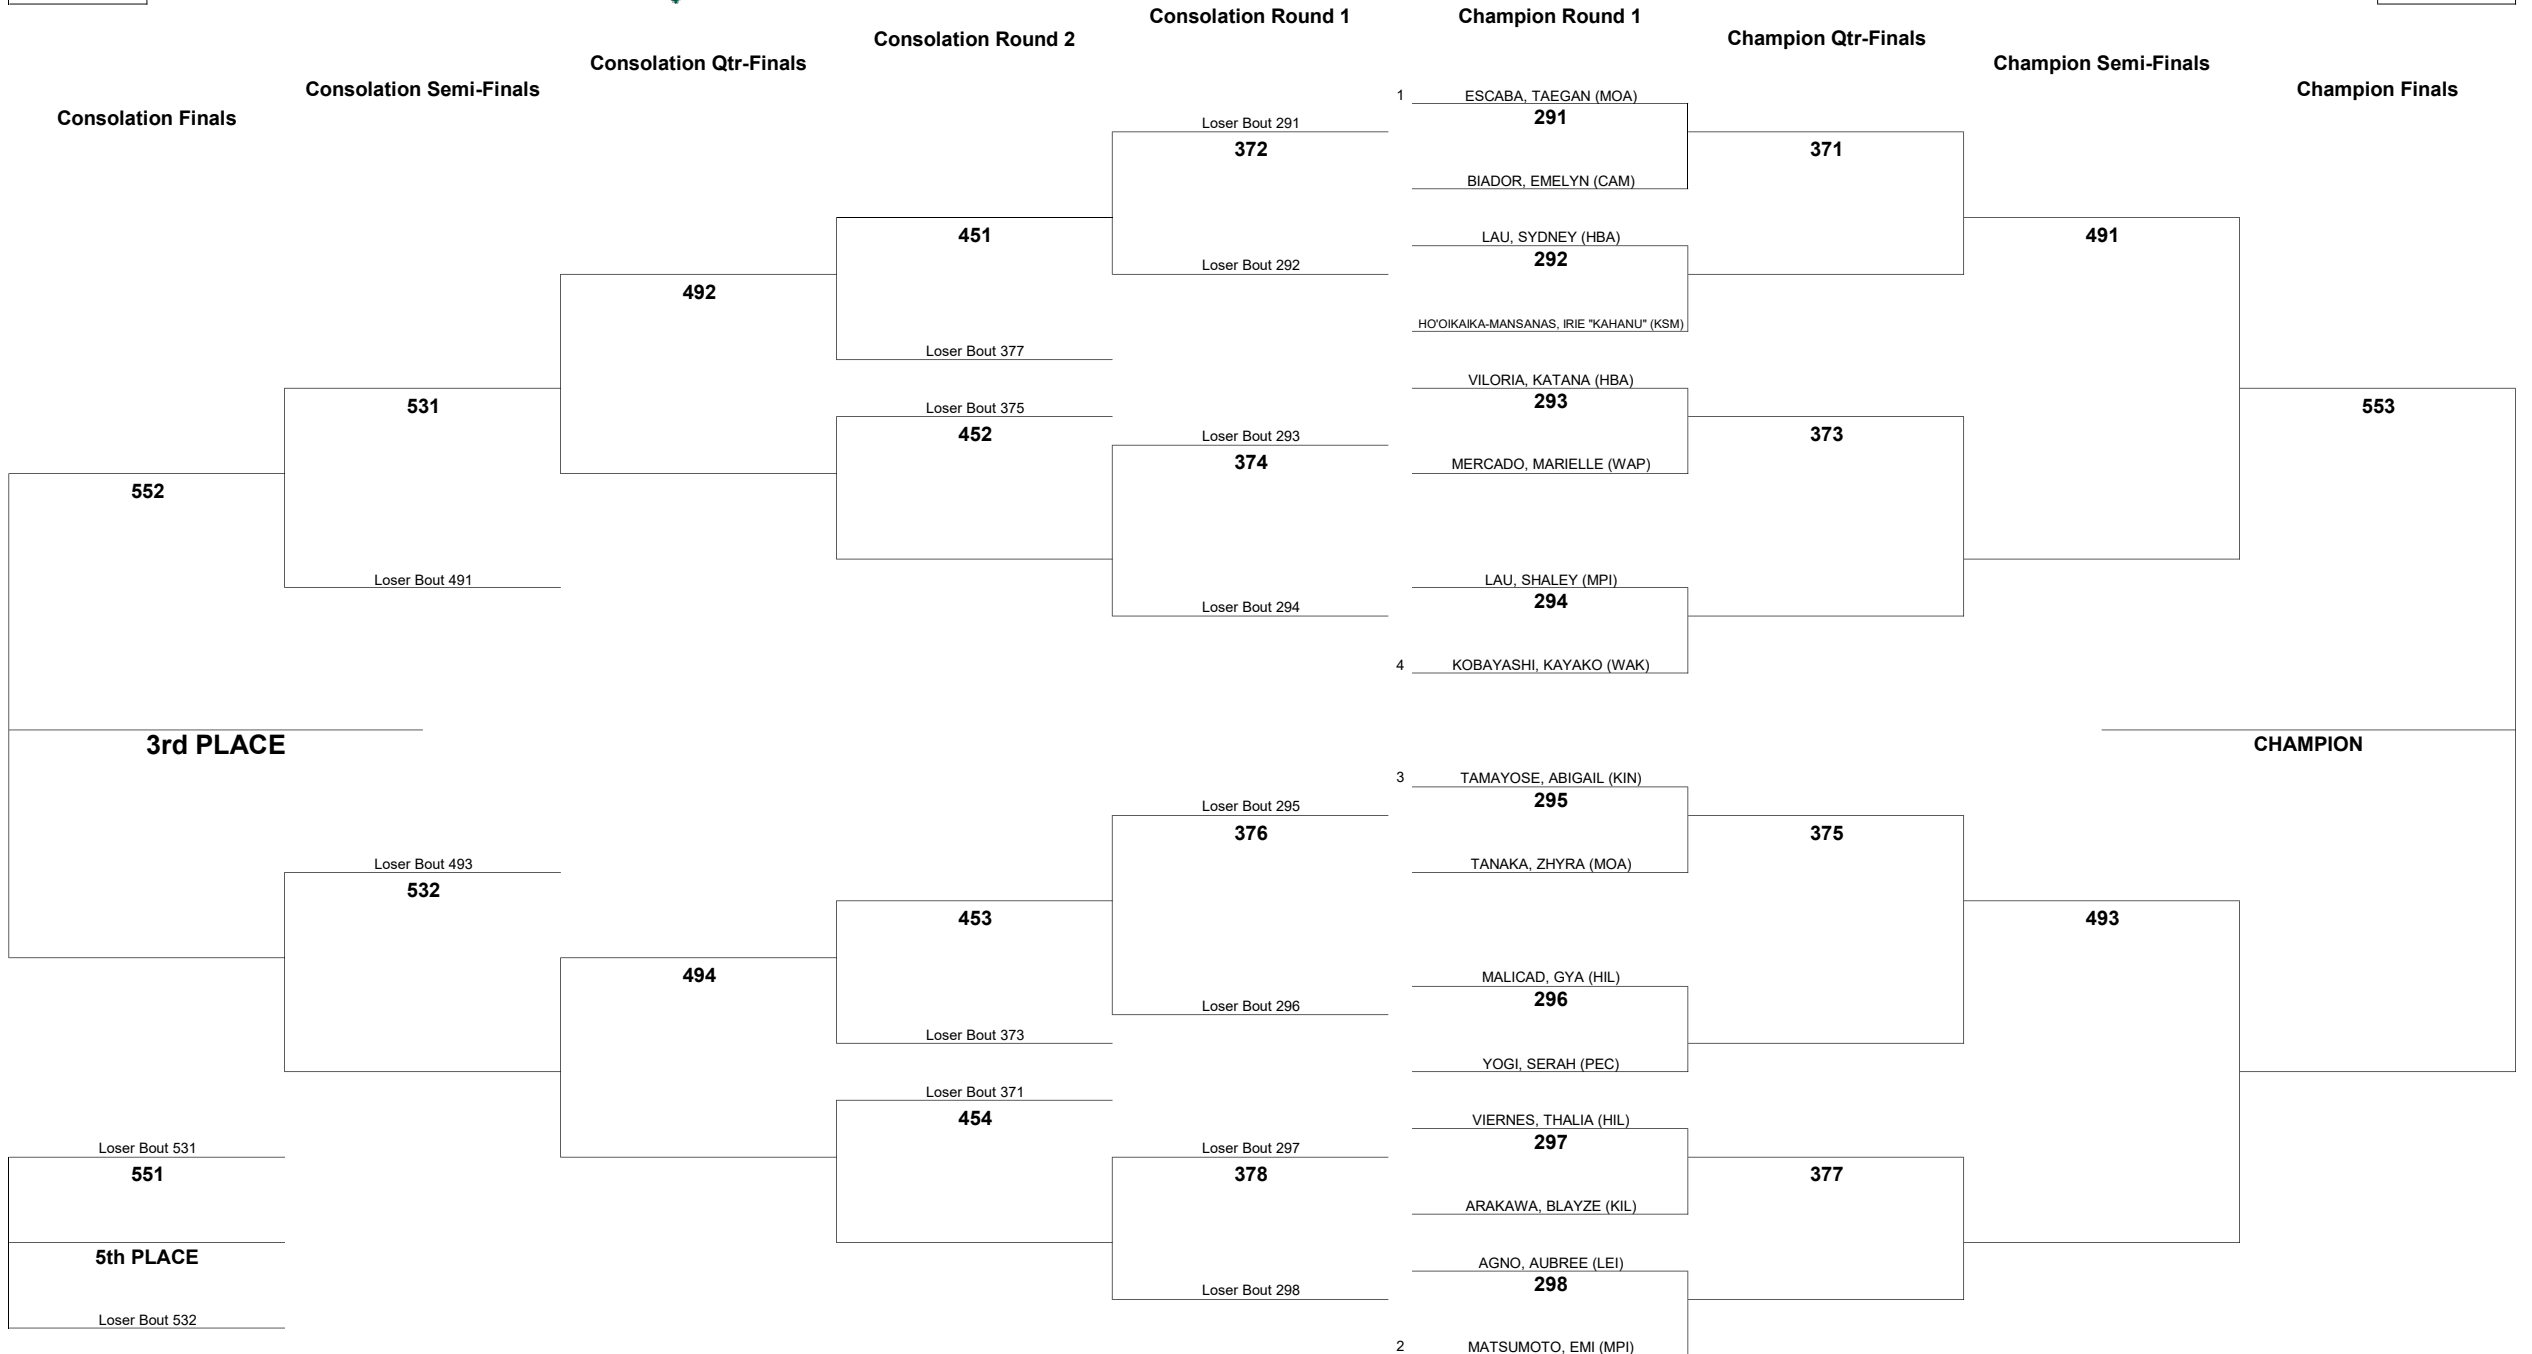 Consolation Round 1
Champion Round 1
Consolation Round 2
Champion Qtr-Finals
Consolation Qtr-Finals
Champion Semi-Finals
Consolation Semi-Finals
Champion Finals
Consolation Finals
1 ESCABA, TAEGAN (MOA)
291
Loser Bout 291
372
371
BIADOR, EMELYN (CAM)
451
LAU, SYDNEY (HBA)
491
292
Loser Bout 292
492
HO'OIKAIKA-MANSANAS, IRIE "KAHANU" (KSM)
Loser Bout 377
VILORIA, KATANA (HBA)
293
531
Loser Bout 375
553
452
Loser Bout 293
373
374
MERCADO, MARIELLE (WAP)
552
Loser Bout 491
LAU, SHALEY (MPI)
294
Loser Bout 294
4 KOBAYASHI, KAYAKO (WAK)
3rd PLACE
CHAMPION
3 TAMAYOSE, ABIGAIL (KIN)
295
Loser Bout 295
376
375
Loser Bout 493
TANAKA, ZHYRA (MOA)
532
453
493
494
MALICAD, GYA (HIL)
296
Loser Bout 296
Loser Bout 373
YOGI, SERAH (PEC)
Loser Bout 371
454
VIERNES, THALIA (HIL)
297
Loser Bout 531
Loser Bout 297
551
378
377
ARAKAWA, BLAYZE (KIL)
5th PLACE
AGNO, AUBREE (LEI)
298
Loser Bout 298
Loser Bout 532
2 MATSUMOTO, EMI (MPI)